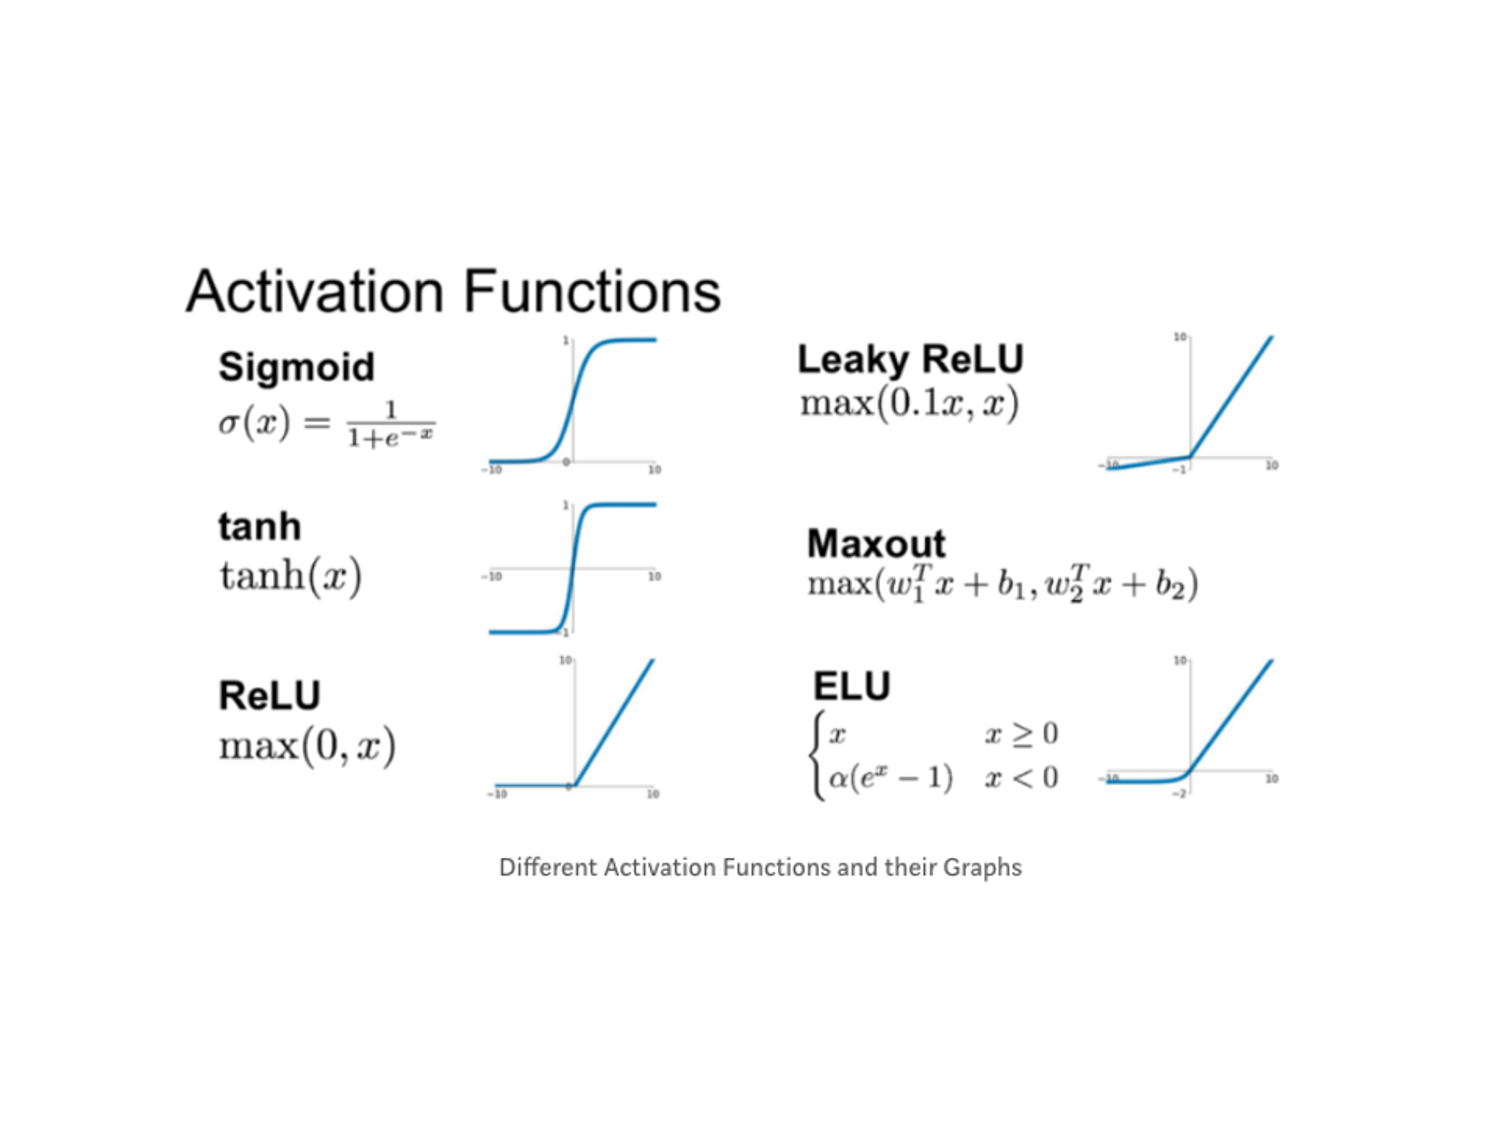 Activation Functions
Sigmoid
σ(x) = 1/(1+e^{-x})
1
0
-10
10
tanh
tanh(x)
1
-10
10
-1
ReLU
max(0, x)
10
0
-10
10
Leaky ReLU
max(0.1x, x)
10
-10
-1
10
Maxout
max(w_1^T x + b_1, w_2^T x + b_2)
ELU
{ x   x ≥ 0
α(e^x − 1)   x < 0
10
-10
-2
10
Different Activation Functions and their Graphs